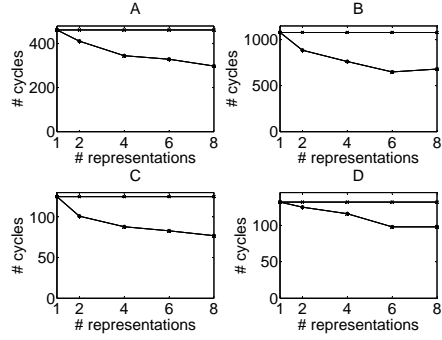 A
# cycles
400
200
0
1 2 4 6 8
# representations
B
# cycles
1000
500
0
1 2 4 6 8
# representations
C
# cycles
100
50
0
1 2 4 6 8
# representations
D
# cycles
100
50
0
1 2 4 6 8
# representations